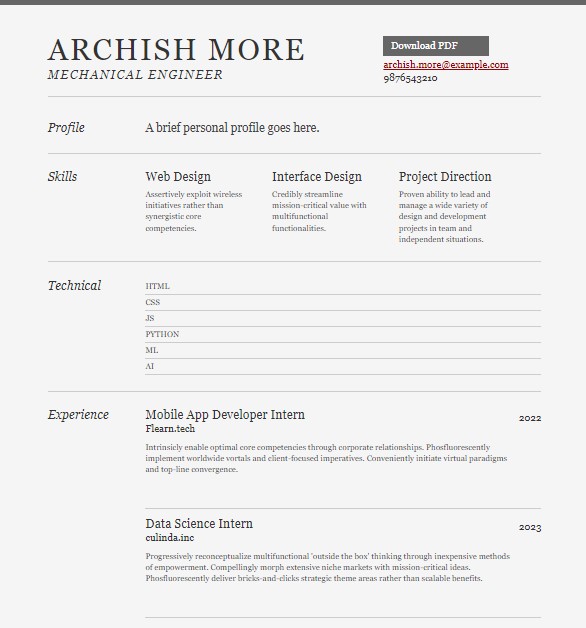 ARCHISH MORE
MECHANICAL ENGINEER
Download PDF
archish.more@example.com
9876543210
Profile
A brief personal profile goes here.
Skills
Web Design
Assertively exploit wireless
initiatives rather than
synergistic core
competencies.
Interface Design
Credibly streamline
mission-critical value with
multifunctional
functionalities.
Project Direction
Proven ability to lead and
manage a wide variety of
design and development
projects in team and
independent situations.
Technical
HTML
CSS
JS
PYTHON
ML
AI
Experience
Mobile App Developer Intern
Flearn.tech
2022
Intrinsicly enable optimal core competencies through corporate relationships. Phosfluorescently
implement worldwide vortals and client-focused imperatives. Conveniently initiate virtual paradigms
and top-line convergence.
Data Science Intern
culinda.inc
2023
Progressively reconceptualize multifunctional 'outside the box' thinking through inexpensive methods
of empowerment. Compellingly morph extensive niche markets with mission-critical ideas.
Phosfluorescently deliver bricks-and-clicks strategic theme areas rather than scalable benefits.